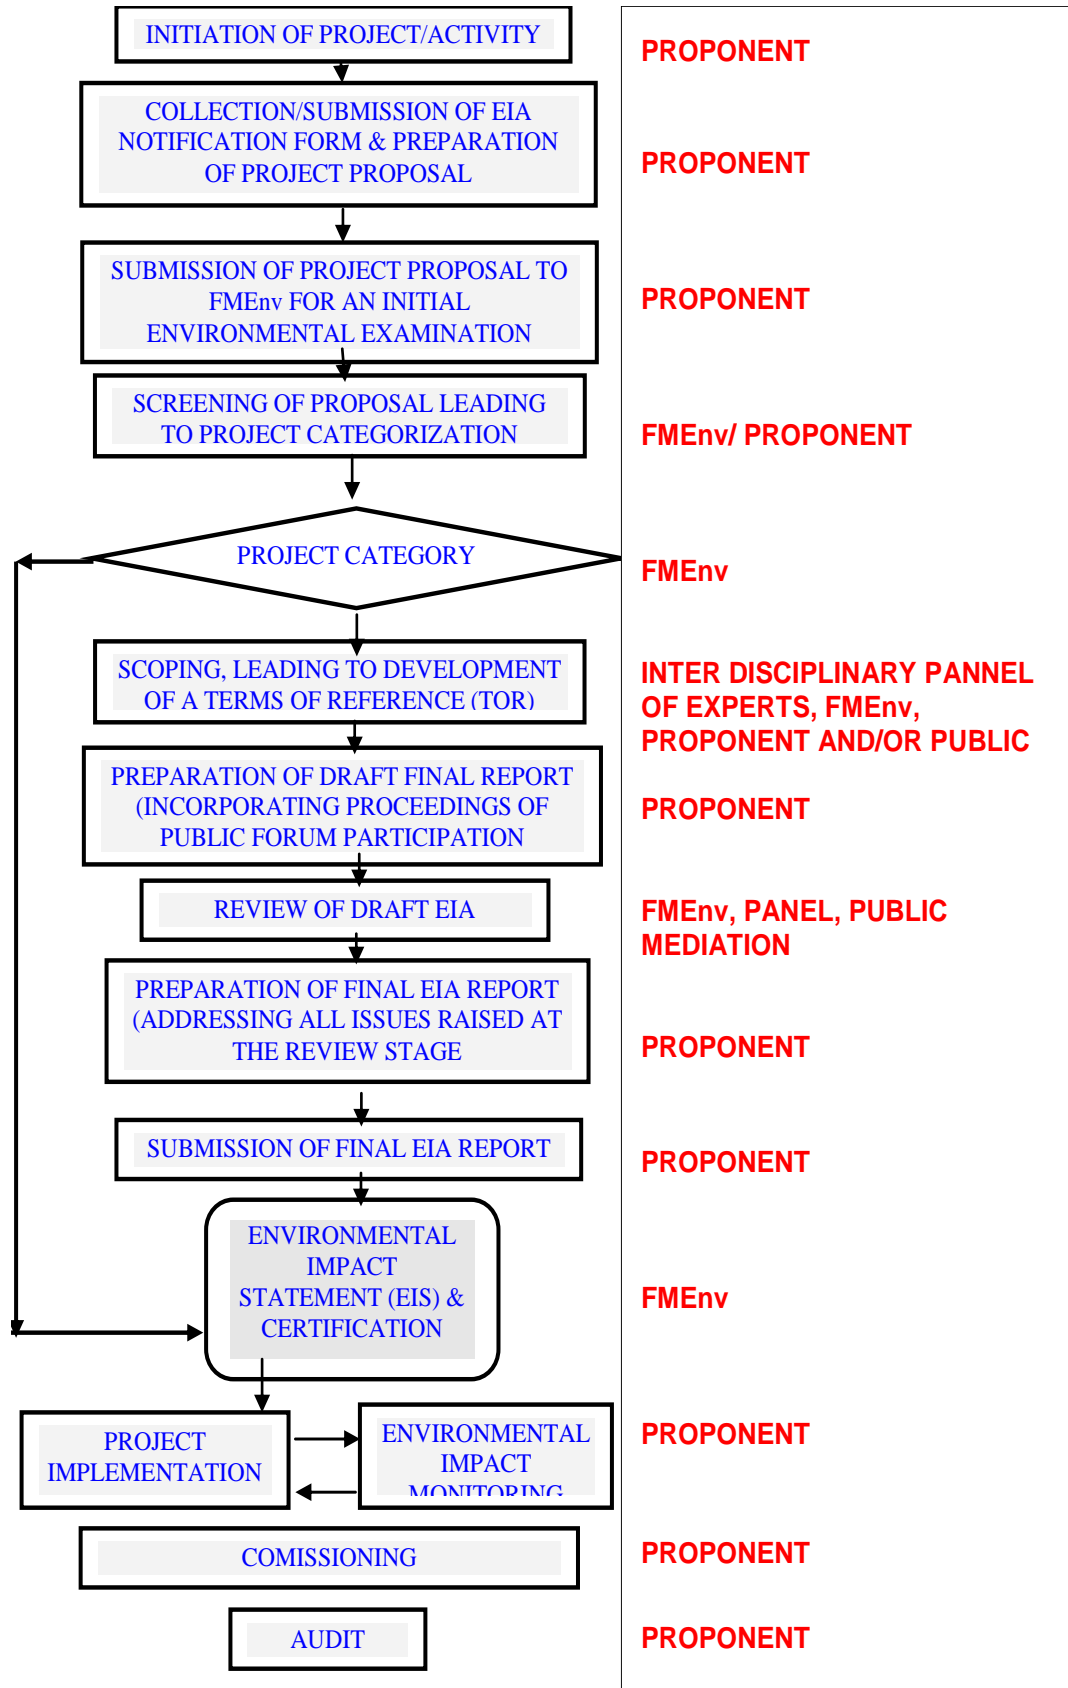 INITIATION OF PROJECT/ACTIVITY
PROPONENT
COLLECTION/SUBMISSION OF EIA
NOTIFICATION FORM & PREPARATION
OF PROJECT PROPOSAL
PROPONENT
SUBMISSION OF PROJECT PROPOSAL TO
FMEnv FOR AN INITIAL
ENVIRONMENTAL EXAMINATION
PROPONENT
SCREENING OF PROPOSAL LEADING
TO PROJECT CATEGORIZATION
FMEnv/ PROPONENT
PROJECT CATEGORY
FMEnv
SCOPING, LEADING TO DEVELOPMENT
OF A TERMS OF REFERENCE (TOR)
INTER DISCIPLINARY PANNEL
OF EXPERTS, FMEnv,
PROPONENT AND/OR PUBLIC
PREPARATION OF DRAFT FINAL REPORT
(INCORPORATING PROCEEDINGS OF
PUBLIC FORUM PARTICIPATION
PROPONENT
REVIEW OF DRAFT EIA
FMEnv, PANEL, PUBLIC
MEDIATION
PREPARATION OF FINAL EIA REPORT
(ADDRESSING ALL ISSUES RAISED AT
THE REVIEW STAGE
PROPONENT
SUBMISSION OF FINAL EIA REPORT
PROPONENT
ENVIRONMENTAL
IMPACT
STATEMENT (EIS) &
CERTIFICATION
FMEnv
PROJECT
IMPLEMENTATION
ENVIRONMENTAL
IMPACT
MONITORING
PROPONENT
COMISSIONING
PROPONENT
AUDIT
PROPONENT